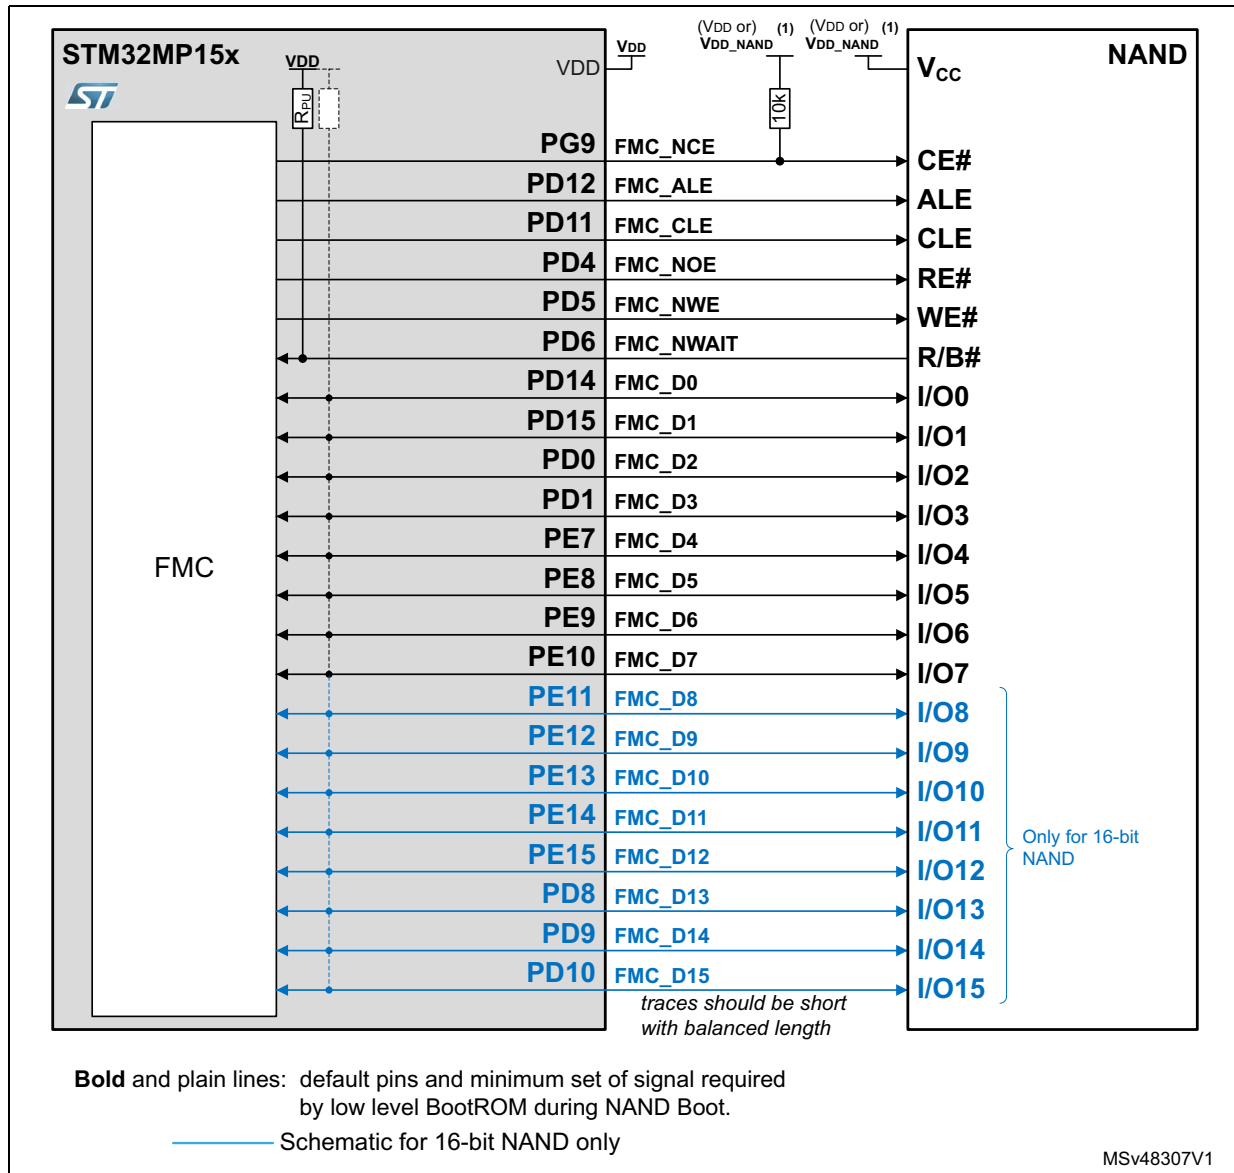 STM32MP15x
ST
VDD
RPU
VDD
VDD
(VDD or) (1)
VDD_NAND
(VDD or) (1)
VDD_NAND
10k
NAND
VCC
FMC
PG9 FMC_NCE CE#
PD12 FMC_ALE ALE
PD11 FMC_CLE CLE
PD4 FMC_NOE RE#
PD5 FMC_NWE WE#
PD6 FMC_NWAIT R/B#
PD14 FMC_D0 I/O0
PD15 FMC_D1 I/O1
PD0 FMC_D2 I/O2
PD1 FMC_D3 I/O3
PE7 FMC_D4 I/O4
PE8 FMC_D5 I/O5
PE9 FMC_D6 I/O6
PE10 FMC_D7 I/O7
PE11 FMC_D8 I/O8
PE12 FMC_D9 I/O9
PE13 FMC_D10 I/O10
PE14 FMC_D11 I/O11
PE15 FMC_D12 I/O12
PD8 FMC_D13 I/O13
PD9 FMC_D14 I/O14
PD10 FMC_D15 I/O15
Only for 16-bit
NAND
traces should be short
with balanced length
Bold and plain lines: default pins and minimum set of signal required
by low level BootROM during NAND Boot.
Schematic for 16-bit NAND only
MSv48307V1